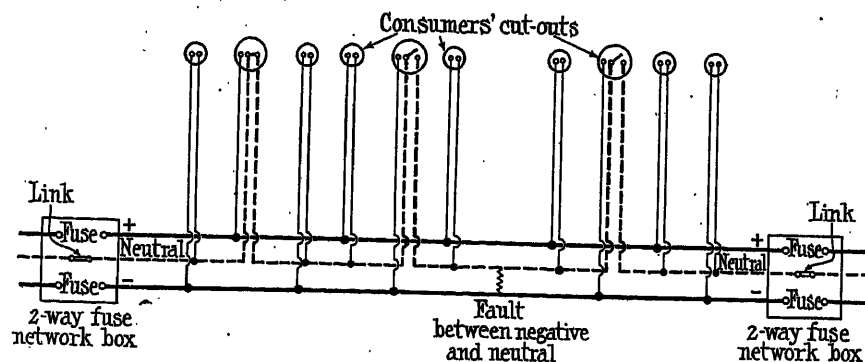 Consumers' cut-outs
Link
Link
+
Fuse
Neutral
Fuse
-
+
Fuse
Neutral
-
Fuse
2-way fuse
network box
Fault
between negative
and neutral
2-way fuse
network box